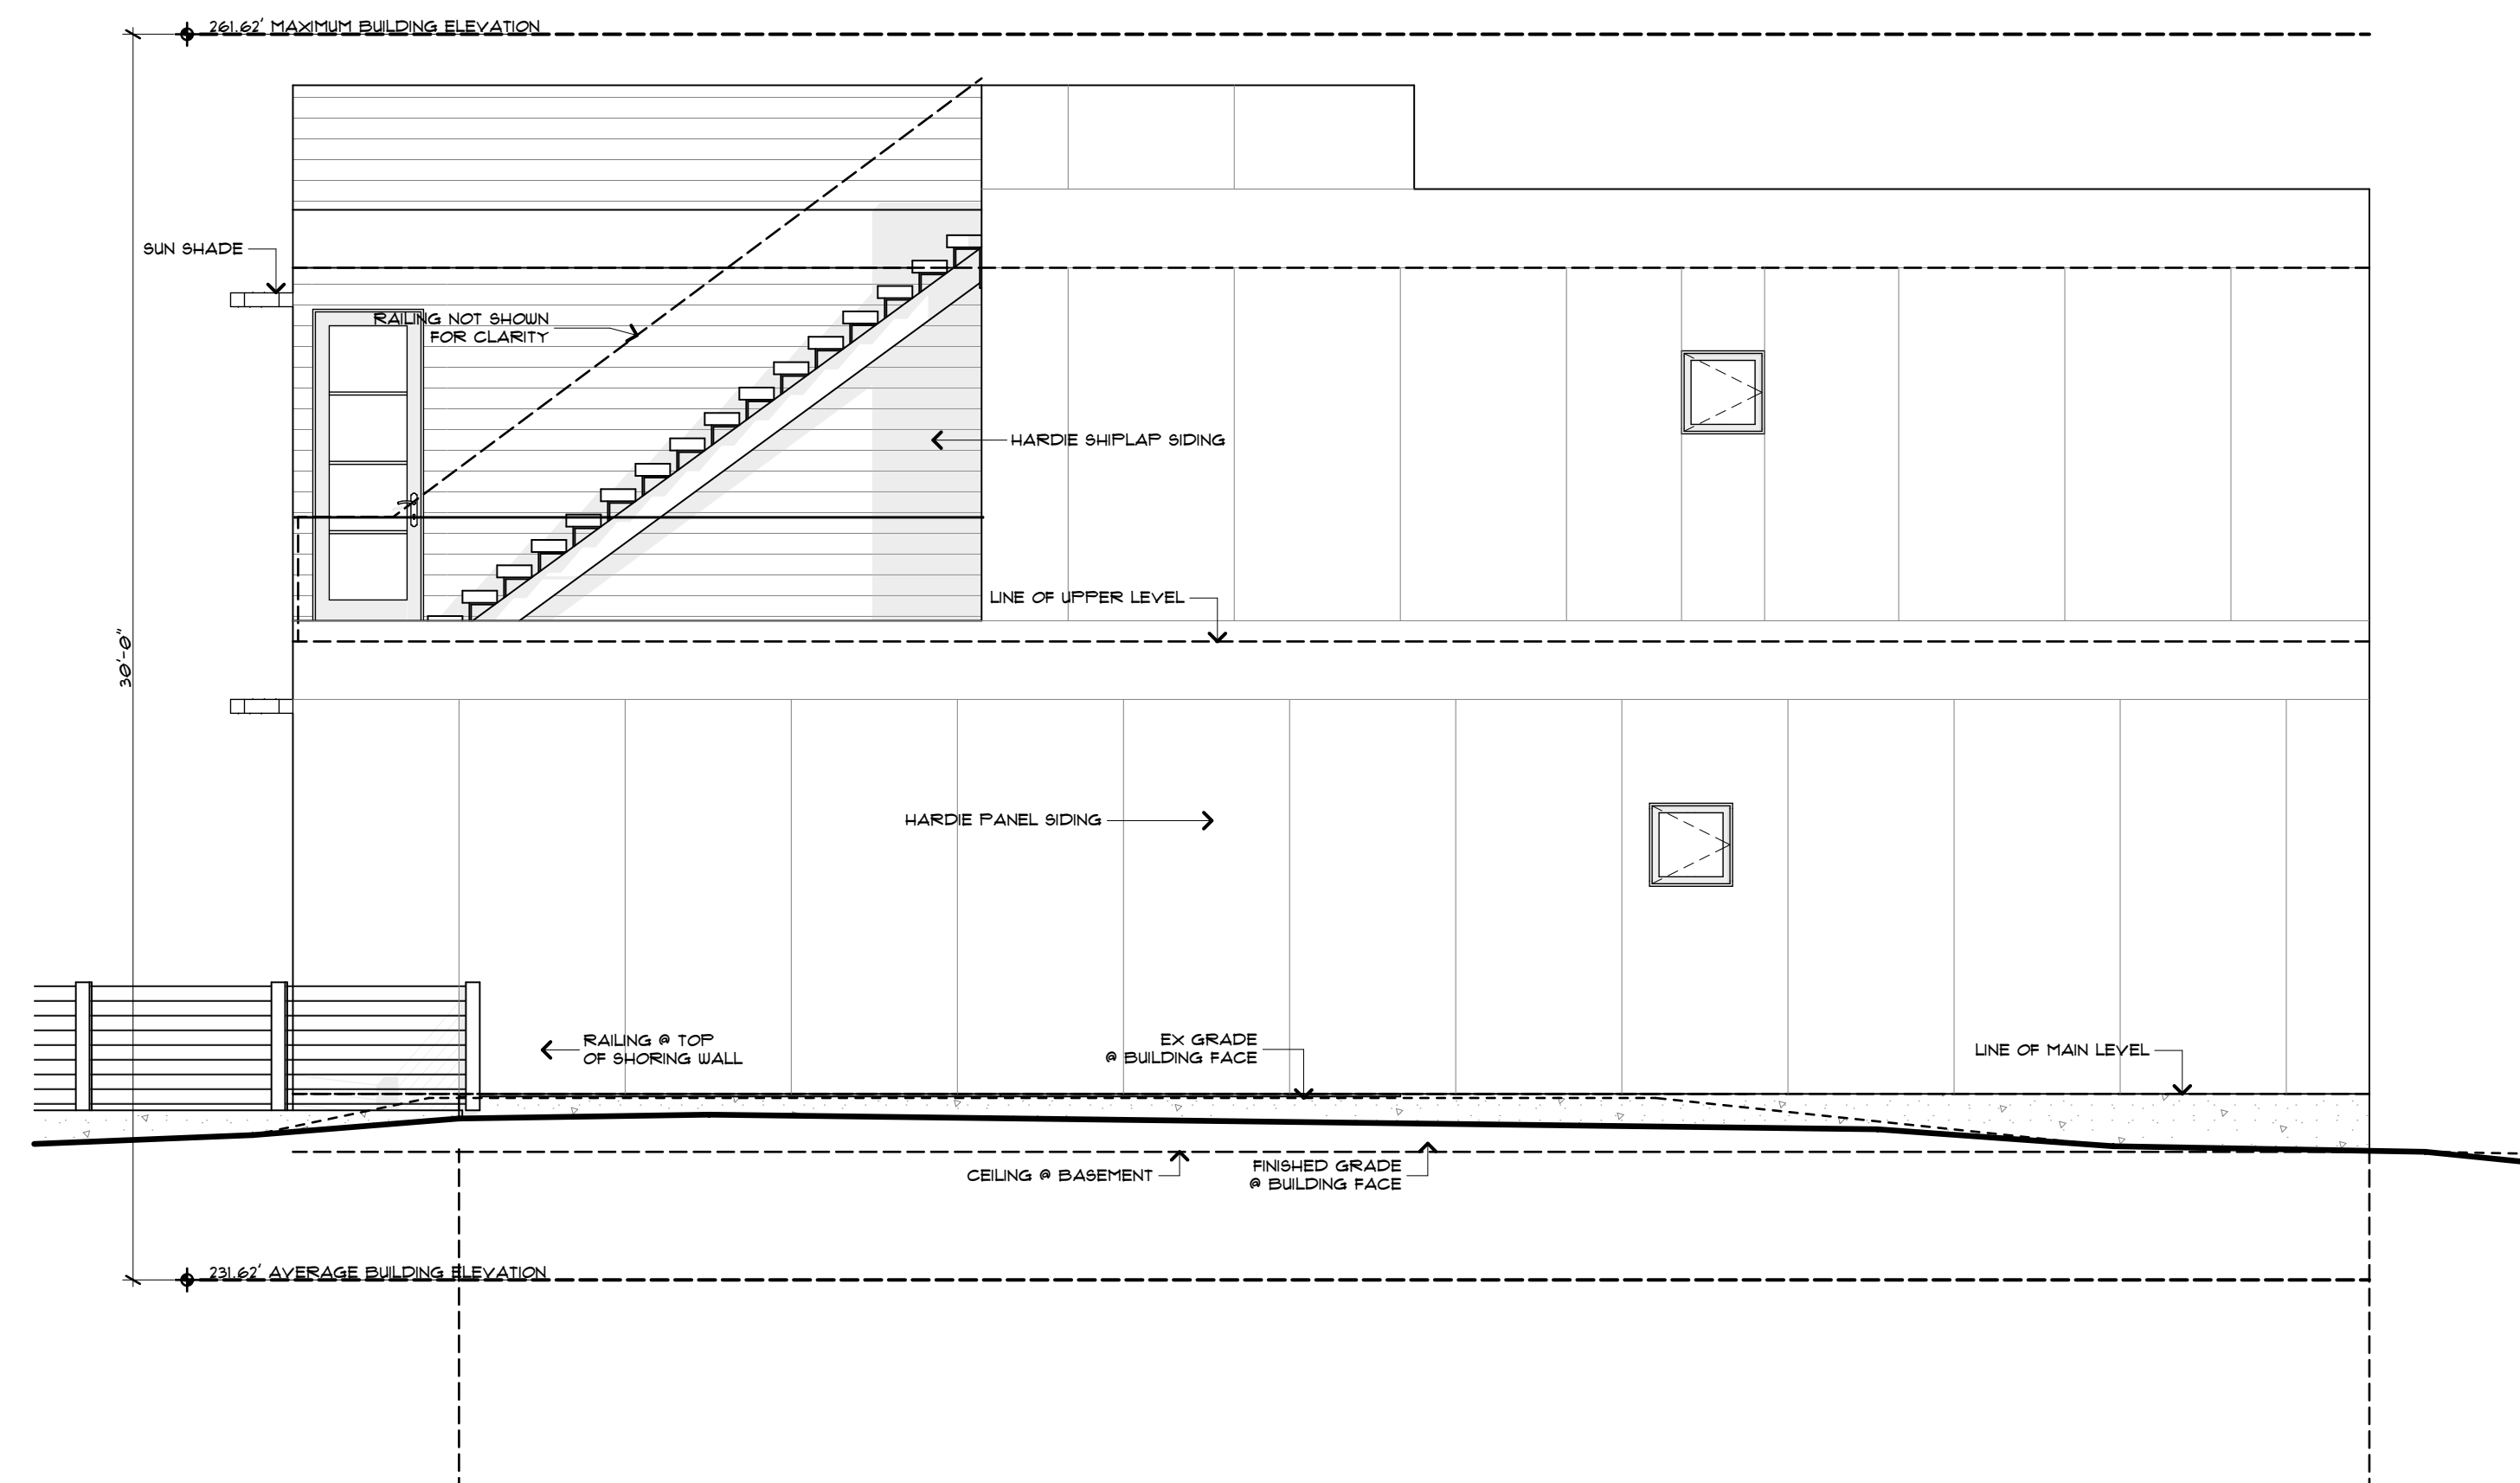 261.62' MAXIMUM BUILDING ELEVATION
SUN SHADE
RAILING NOT SHOWN
FOR CLARITY
HARDIE SHIPLAP SIDING
LINE OF UPPER LEVEL
30'-0"
HARDIE PANEL SIDING
RAILING @ TOP
OF SHORING WALL
EX GRADE
@ BUILDING FACE
LINE OF MAIN LEVEL
CEILING @ BASEMENT
FINISHED GRADE
@ BUILDING FACE
231.62' AVERAGE BUILDING ELEVATION